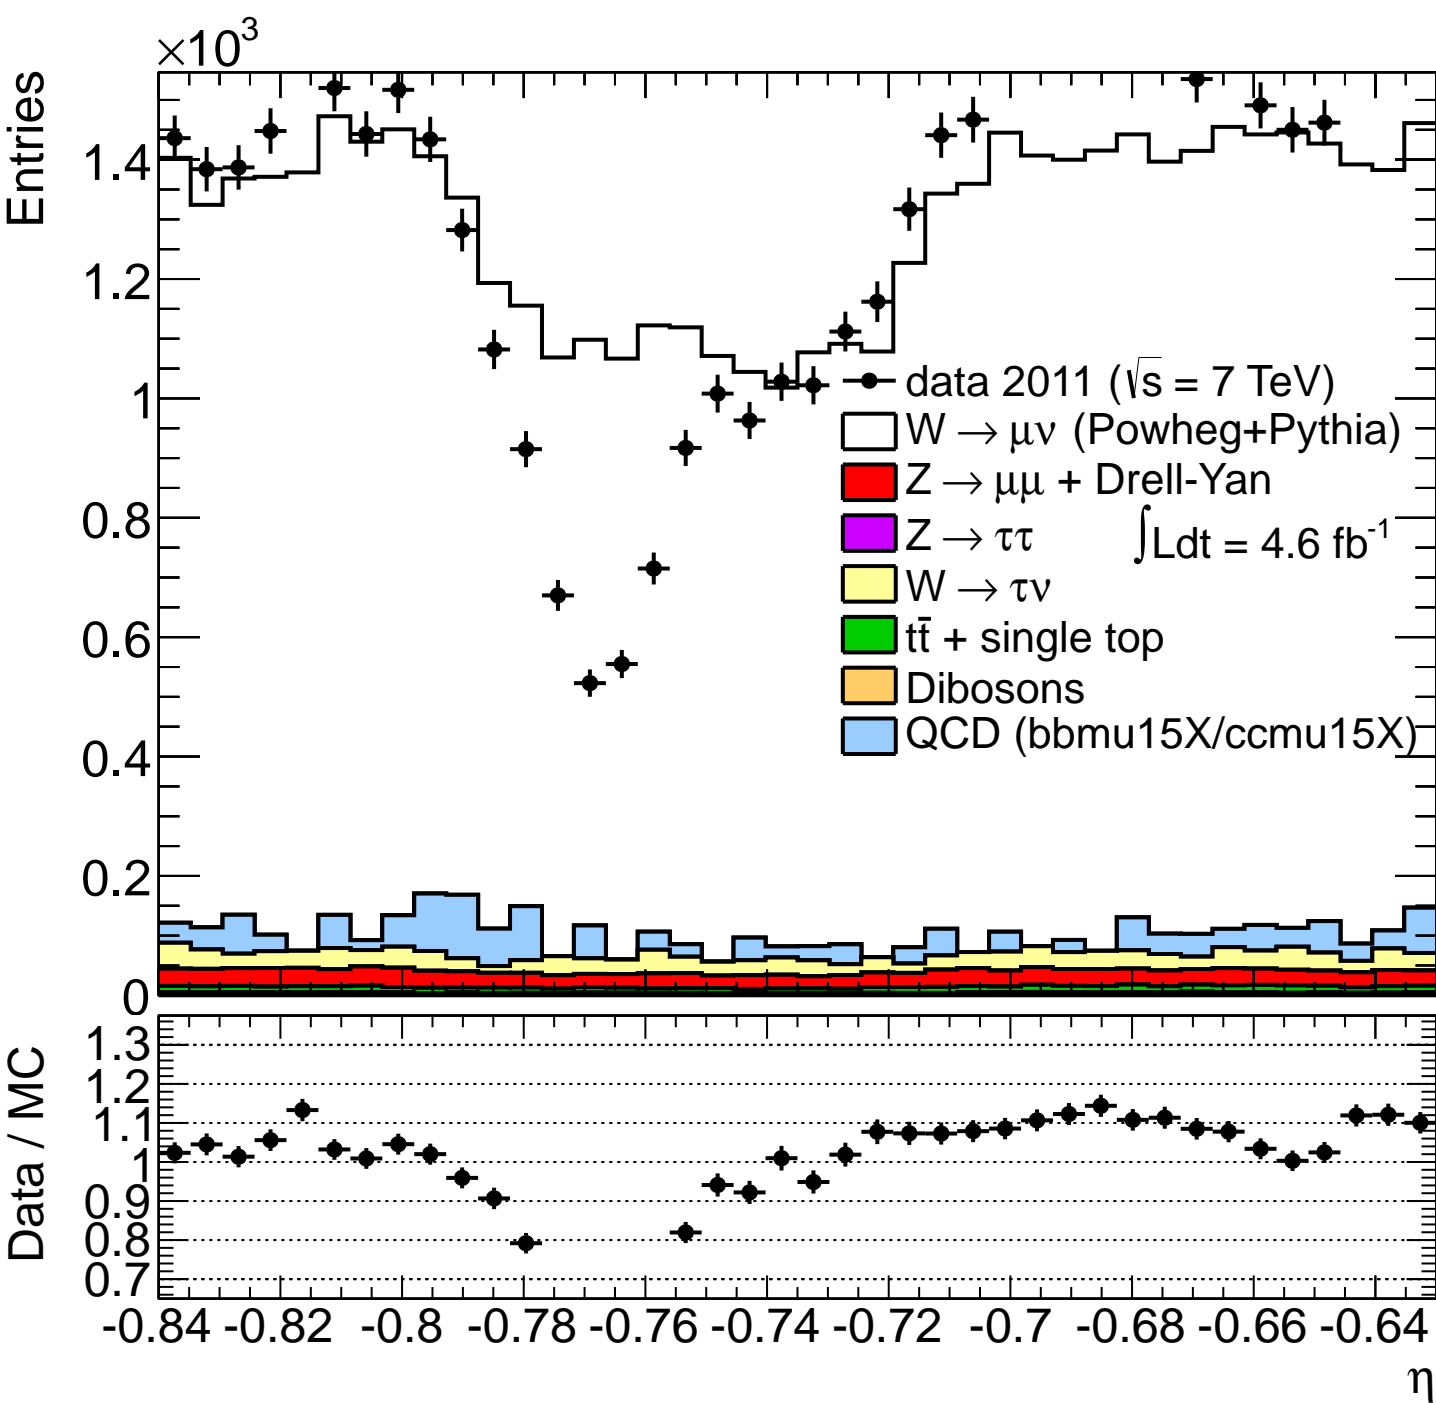 ×10³
Entries
1.4
1.2
1
0.8
0.6
0.4
0.2
0
data 2011 (√s = 7 TeV)
W → μν (Powheg+Pythia)
Z → μμ + Drell-Yan
Z → ττ
∫Ldt = 4.6 fb⁻¹
W → τν
tt̄ + single top
Dibosons
QCD (bbmu15X/ccmu15X)
Data / MC
1.3
1.2
1.1
1
0.9
0.8
0.7
-0.84 -0.82 -0.8 -0.78 -0.76 -0.74 -0.72 -0.7 -0.68 -0.66 -0.64
η